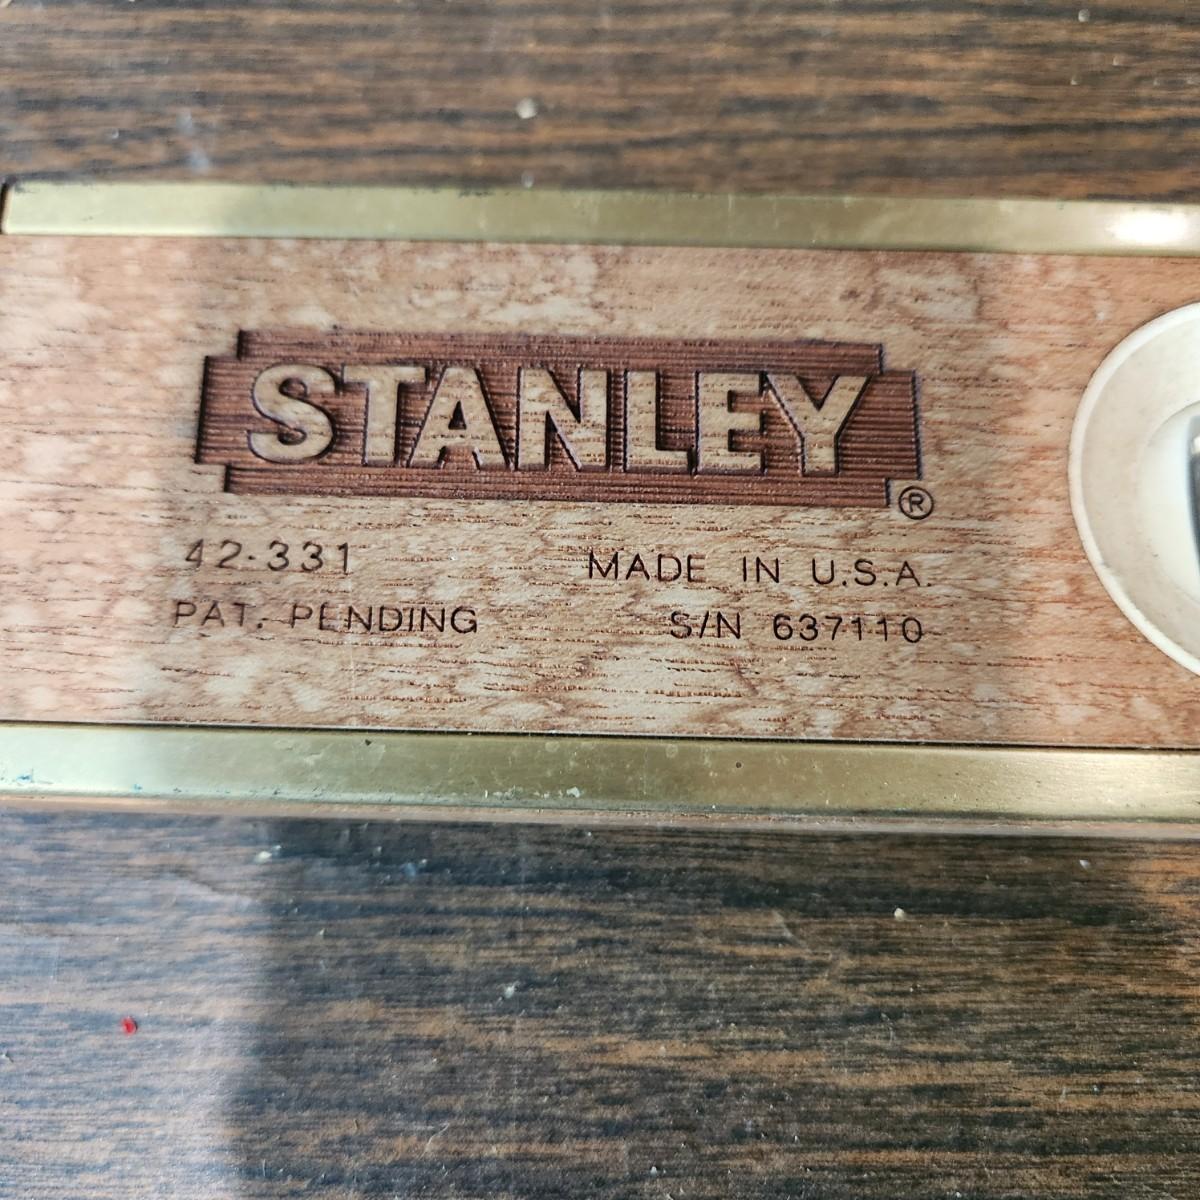 STANLEY®
42-331 MADE IN U.S.A.
PAT. PENDING S/N 637110